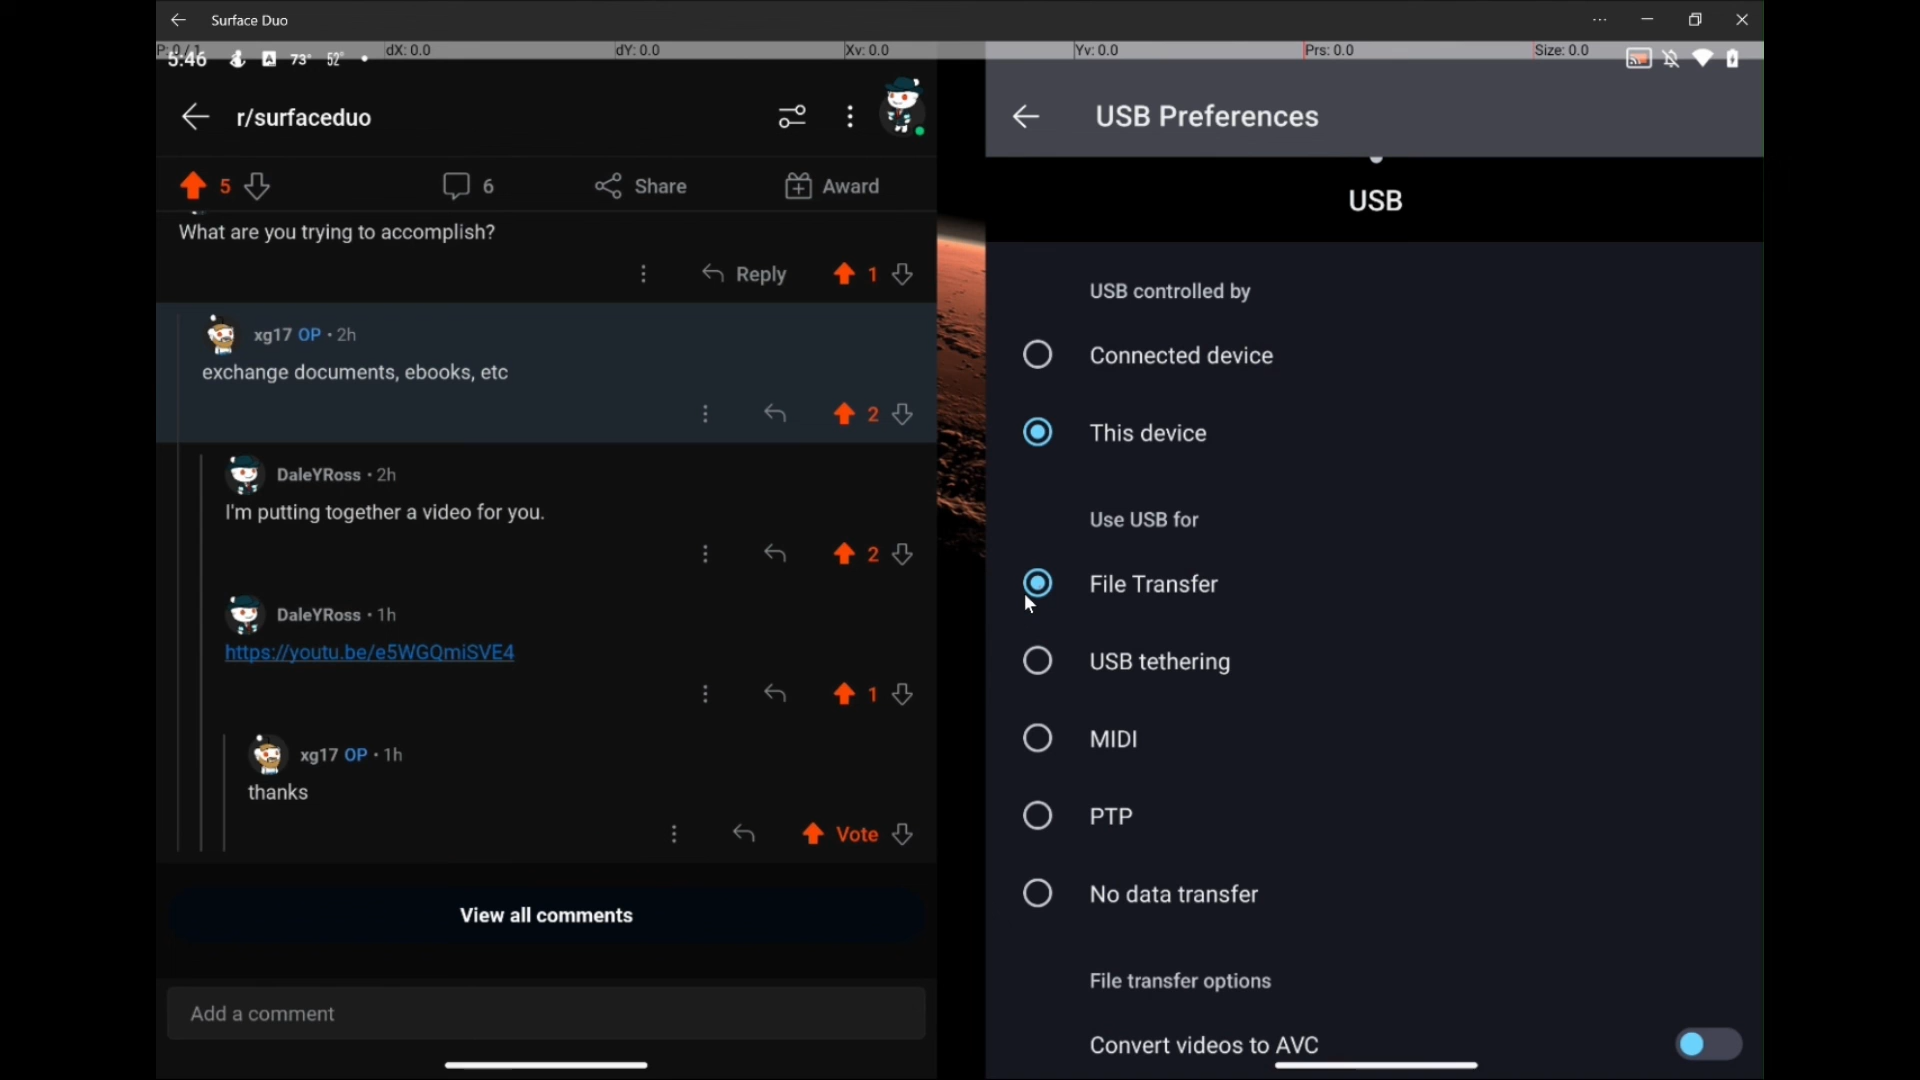 Surface Duo
P: 0 / 1
dX: 0.0
dY: 0.0
Xv: 0.0
Yv: 0.0
Prs: 0.0
Size: 0.0
5:46
73°
52°
r/surfaceduo
5
6
Share
Award
What are you trying to accomplish?
Reply
1
xg17 OP • 2h
exchange documents, ebooks, etc
2
DaleYRoss • 2h
I'm putting together a video for you.
2
DaleYRoss • 1h
https://youtu.be/e5WGQmiSVE4
1
xg17 OP • 1h
thanks
Vote
View all comments
Add a comment
USB Preferences
USB
USB controlled by
Connected device
This device
Use USB for
File Transfer
USB tethering
MIDI
PTP
No data transfer
File transfer options
Convert videos to AVC